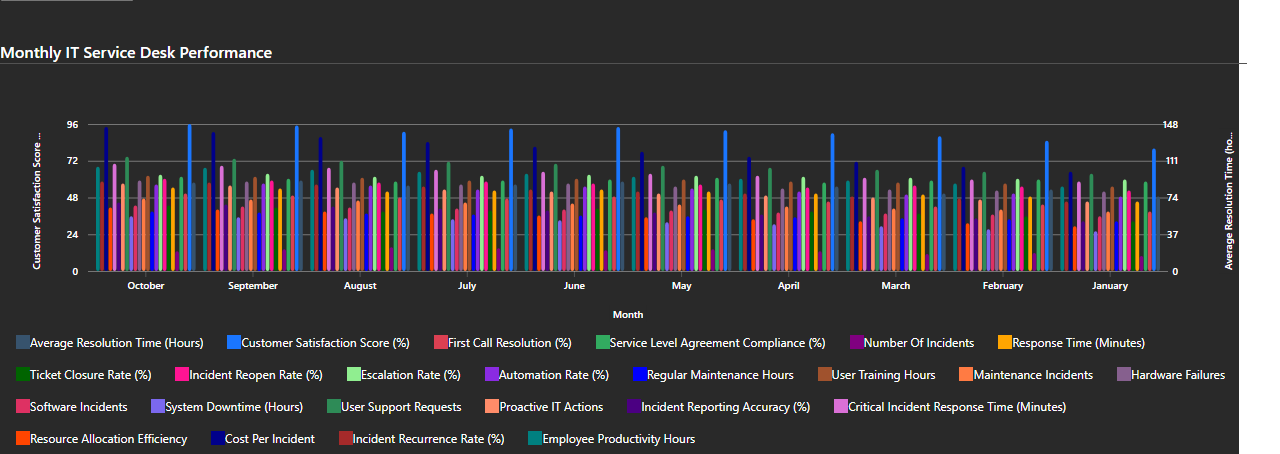 Monthly IT Service Desk Performance
Customer Satisfaction Score ...
Average Resolution Time (ho...
96
72
48
24
0
148
111
74
37
0
October September August July June May April March February January
Month
Average Resolution Time (Hours) Customer Satisfaction Score (%) First Call Resolution (%) Service Level Agreement Compliance (%) Number Of Incidents Response Time (Minutes)
Ticket Closure Rate (%) Incident Reopen Rate (%) Escalation Rate (%) Automation Rate (%) Regular Maintenance Hours User Training Hours Maintenance Incidents Hardware Failures
Software Incidents System Downtime (Hours) User Support Requests Proactive IT Actions Incident Reporting Accuracy (%) Critical Incident Response Time (Minutes)
Resource Allocation Efficiency Cost Per Incident Incident Recurrence Rate (%) Employee Productivity Hours